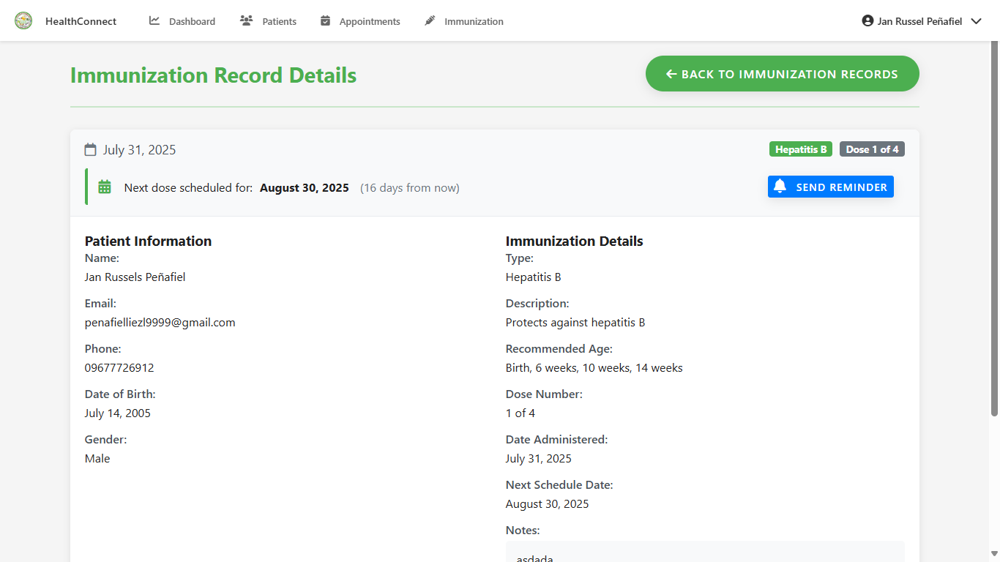 HealthConnect Dashboard Patients Appointments Immunization Jan Russel Peñafiel
Immunization Record Details
BACK TO IMMUNIZATION RECORDS
July 31, 2025
Hepatitis B Dose 1 of 4
Next dose scheduled for: August 30, 2025 (16 days from now)
SEND REMINDER
Patient Information
Name:
Jan Russels Peñafiel
Email:
penafielliezl9999@gmail.com
Phone:
09677726912
Date of Birth:
July 14, 2005
Gender:
Male
Immunization Details
Type:
Hepatitis B
Description:
Protects against hepatitis B
Recommended Age:
Birth, 6 weeks, 10 weeks, 14 weeks
Dose Number:
1 of 4
Date Administered:
July 31, 2025
Next Schedule Date:
August 30, 2025
Notes:
asdada